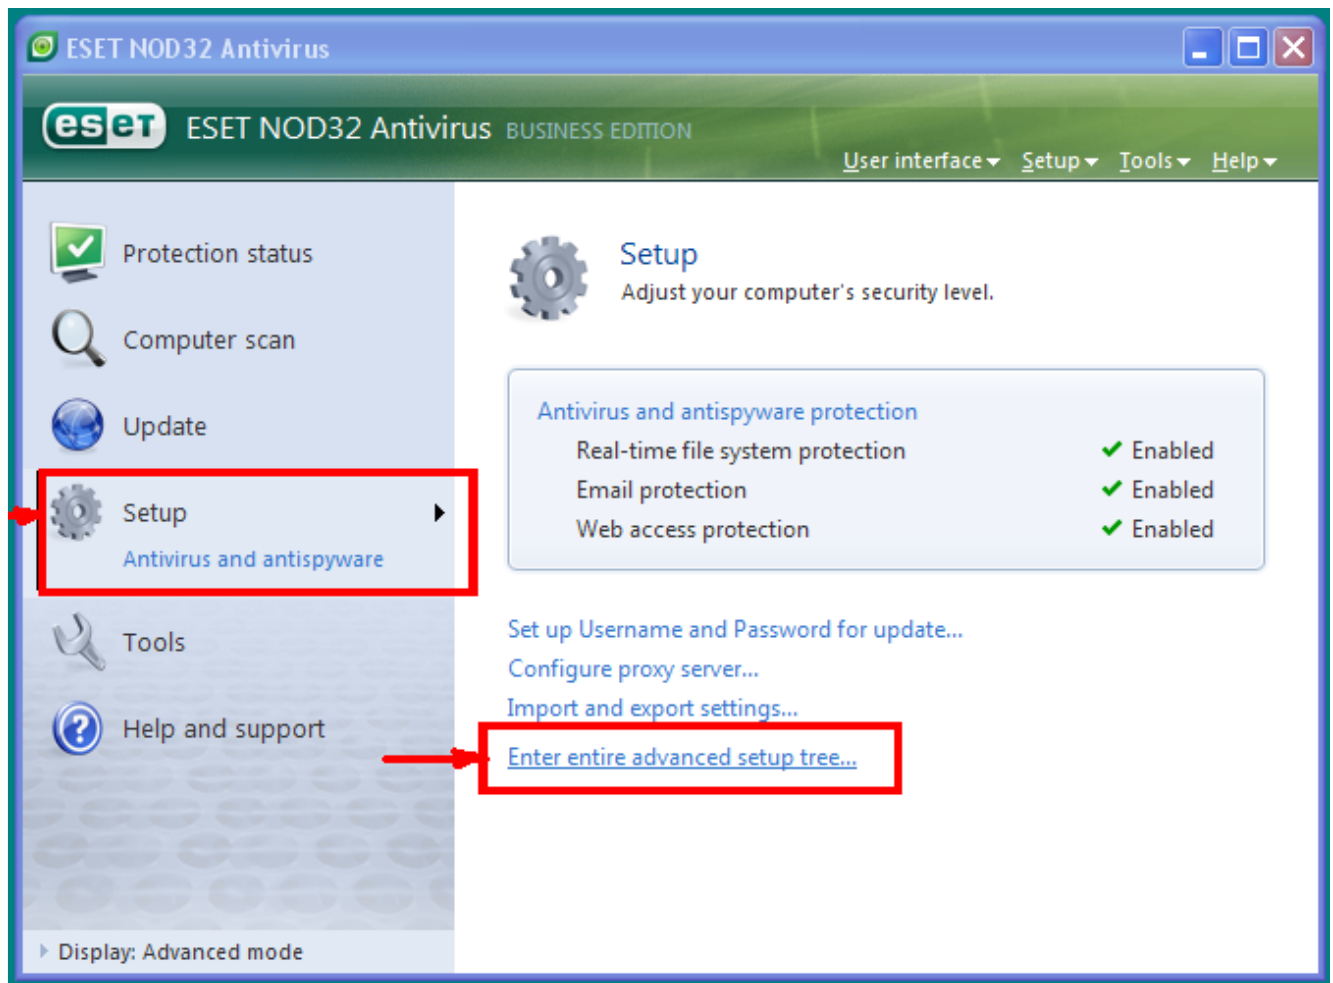 ESET NOD32 Antivirus
eset ESET NOD32 Antivirus BUSINESS EDITION
User interface Setup Tools Help
Protection status
Computer scan
Update
Setup
Antivirus and antispyware
Tools
Help and support
Display: Advanced mode
Setup
Adjust your computer's security level.
Antivirus and antispyware protection
Real-time file system protection Enabled
Email protection Enabled
Web access protection Enabled
Set up Username and Password for update...
Configure proxy server...
Import and export settings...
Enter entire advanced setup tree...